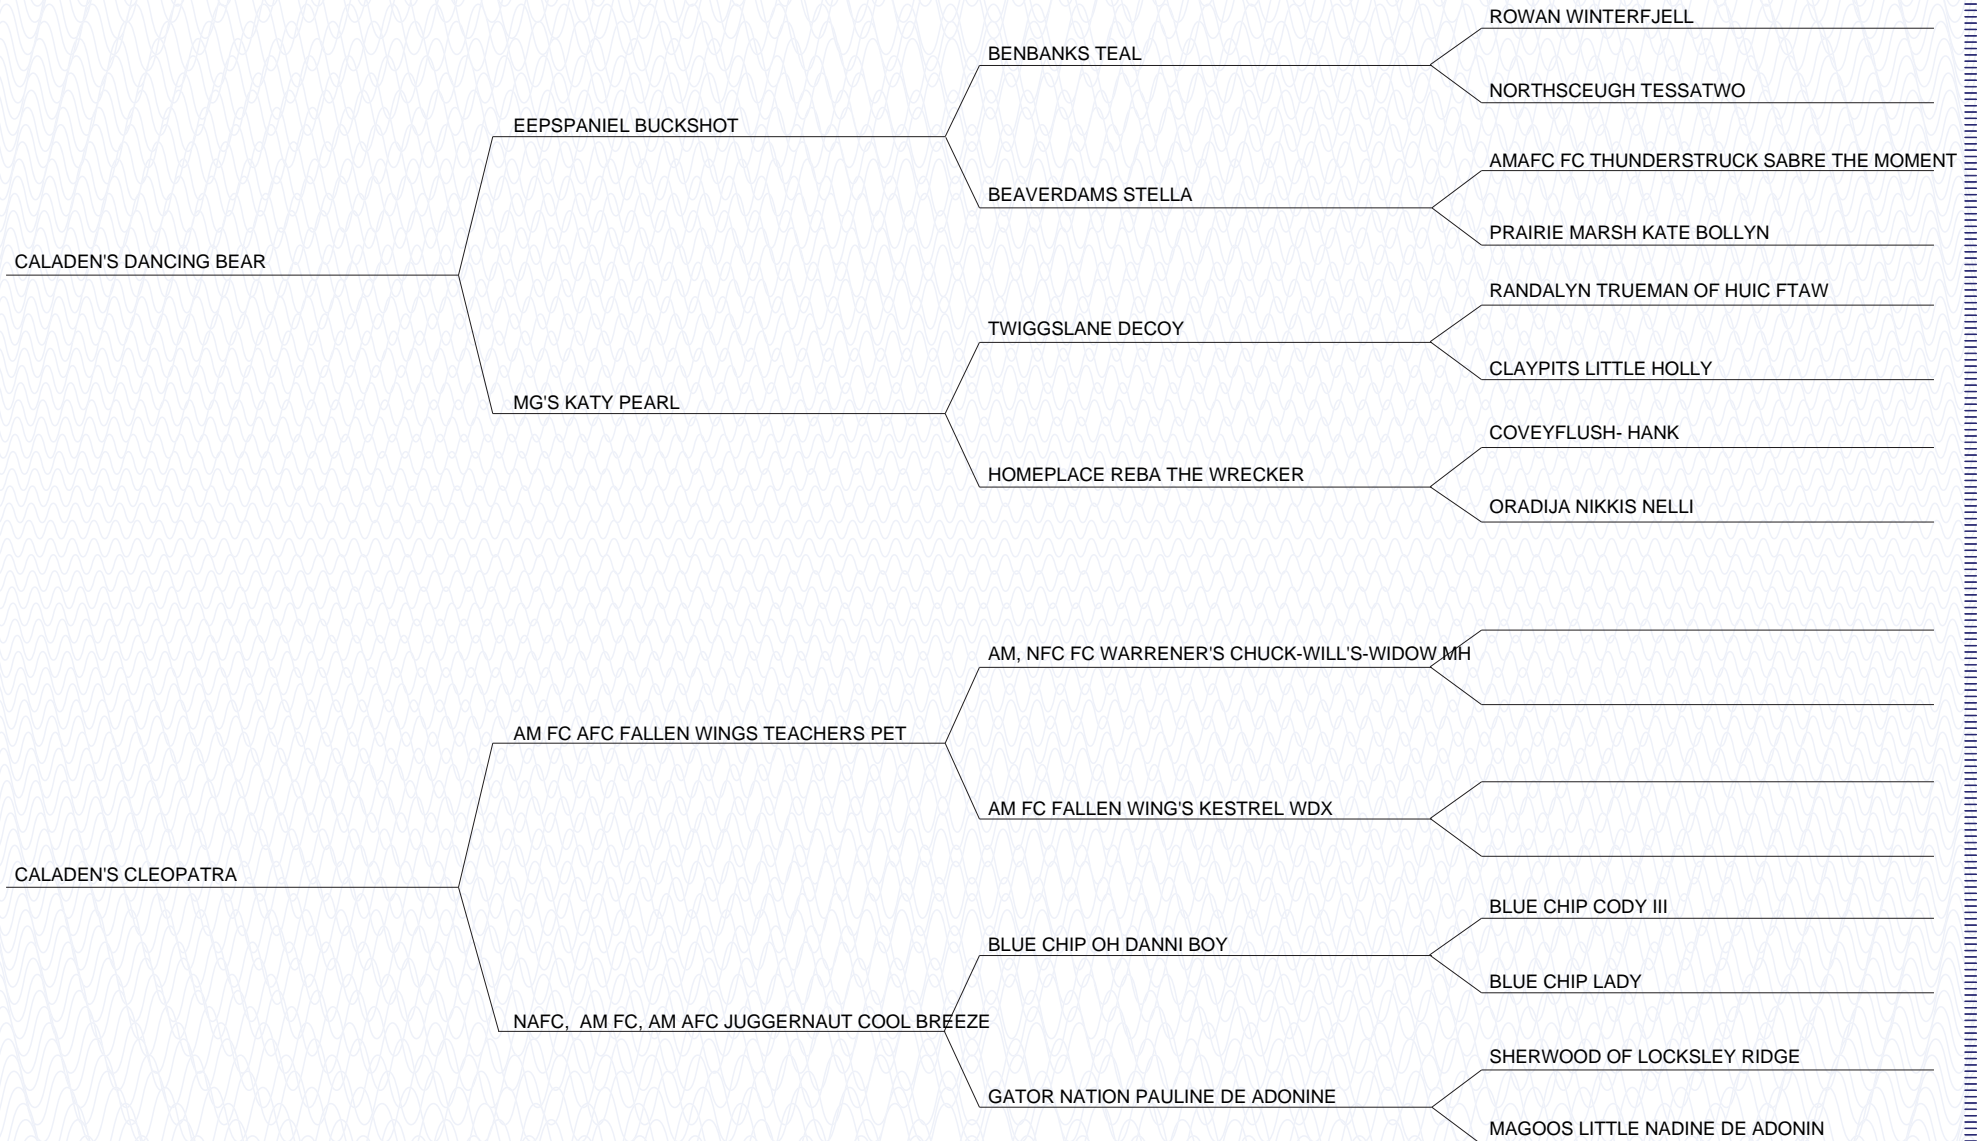 ROWAN WINTERFJELL
BENBANKS TEAL
NORTHSCEUGH TESSATWO
EEPSPANIEL BUCKSHOT
AMAFC FC THUNDERSTRUCK SABRE THE MOMENT
BEAVERDAMS STELLA
PRAIRIE MARSH KATE BOLLYN
CALADEN'S DANCING BEAR
RANDALYN TRUEMAN OF HUIC FTAW
TWIGGSLANE DECOY
CLAYPITS LITTLE HOLLY
MG'S KATY PEARL
COVEYFLUSH- HANK
HOMEPLACE REBA THE WRECKER
ORADIJA NIKKIS NELLI
AM, NFC FC WARRENER'S CHUCK-WILL'S-WIDOW MH
AM FC AFC FALLEN WINGS TEACHERS PET
AM FC FALLEN WING'S KESTREL WDX
CALADEN'S CLEOPATRA
BLUE CHIP CODY III
BLUE CHIP OH DANNI BOY
BLUE CHIP LADY
NAFC,  AM FC, AM AFC JUGGERNAUT COOL BREEZE
SHERWOOD OF LOCKSLEY RIDGE
GATOR NATION PAULINE DE ADONINE
MAGOOS LITTLE NADINE DE ADONIN